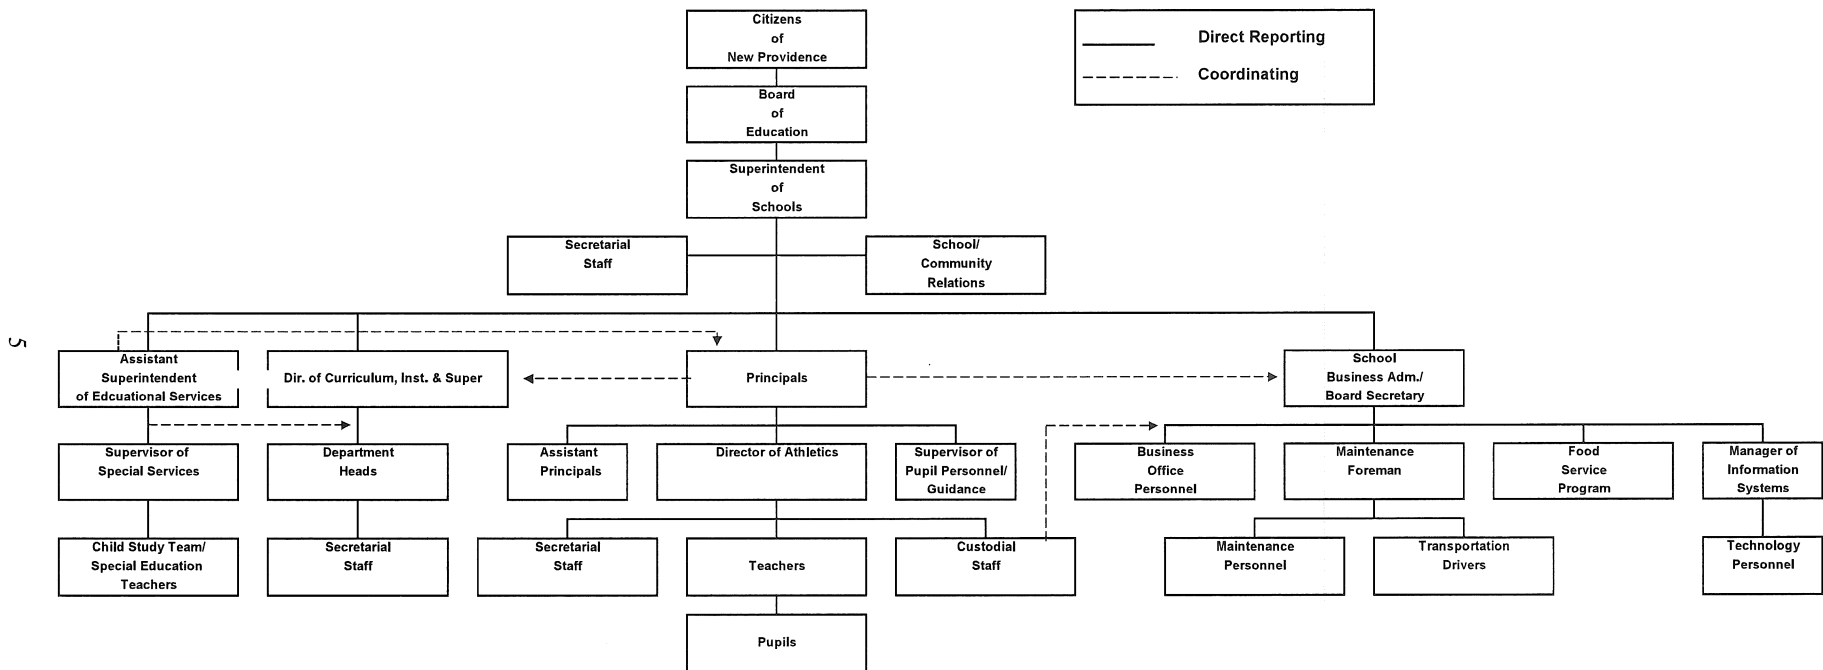 Citizens
of
New Providence
Direct Reporting
Coordinating
Board
of
Education
Superintendent
of
Schools
Secretarial
Staff
School/
Community
Relations
5
Assistant
Superintendent
of Edcuational Services
Dir. of Curriculum, Inst. & Super
Principals
School
Business Adm./
Board Secretary
Supervisor of
Special Services
Department
Heads
Assistant
Principals
Director of Athletics
Supervisor of
Pupil Personnel/
Guidance
Business
Office
Personnel
Maintenance
Foreman
Food
Service
Program
Manager of
Information
Systems
Child Study Team/
Special Education
Teachers
Secretarial
Staff
Secretarial
Staff
Teachers
Custodial
Staff
Maintenance
Personnel
Transportation
Drivers
Technology
Personnel
Pupils